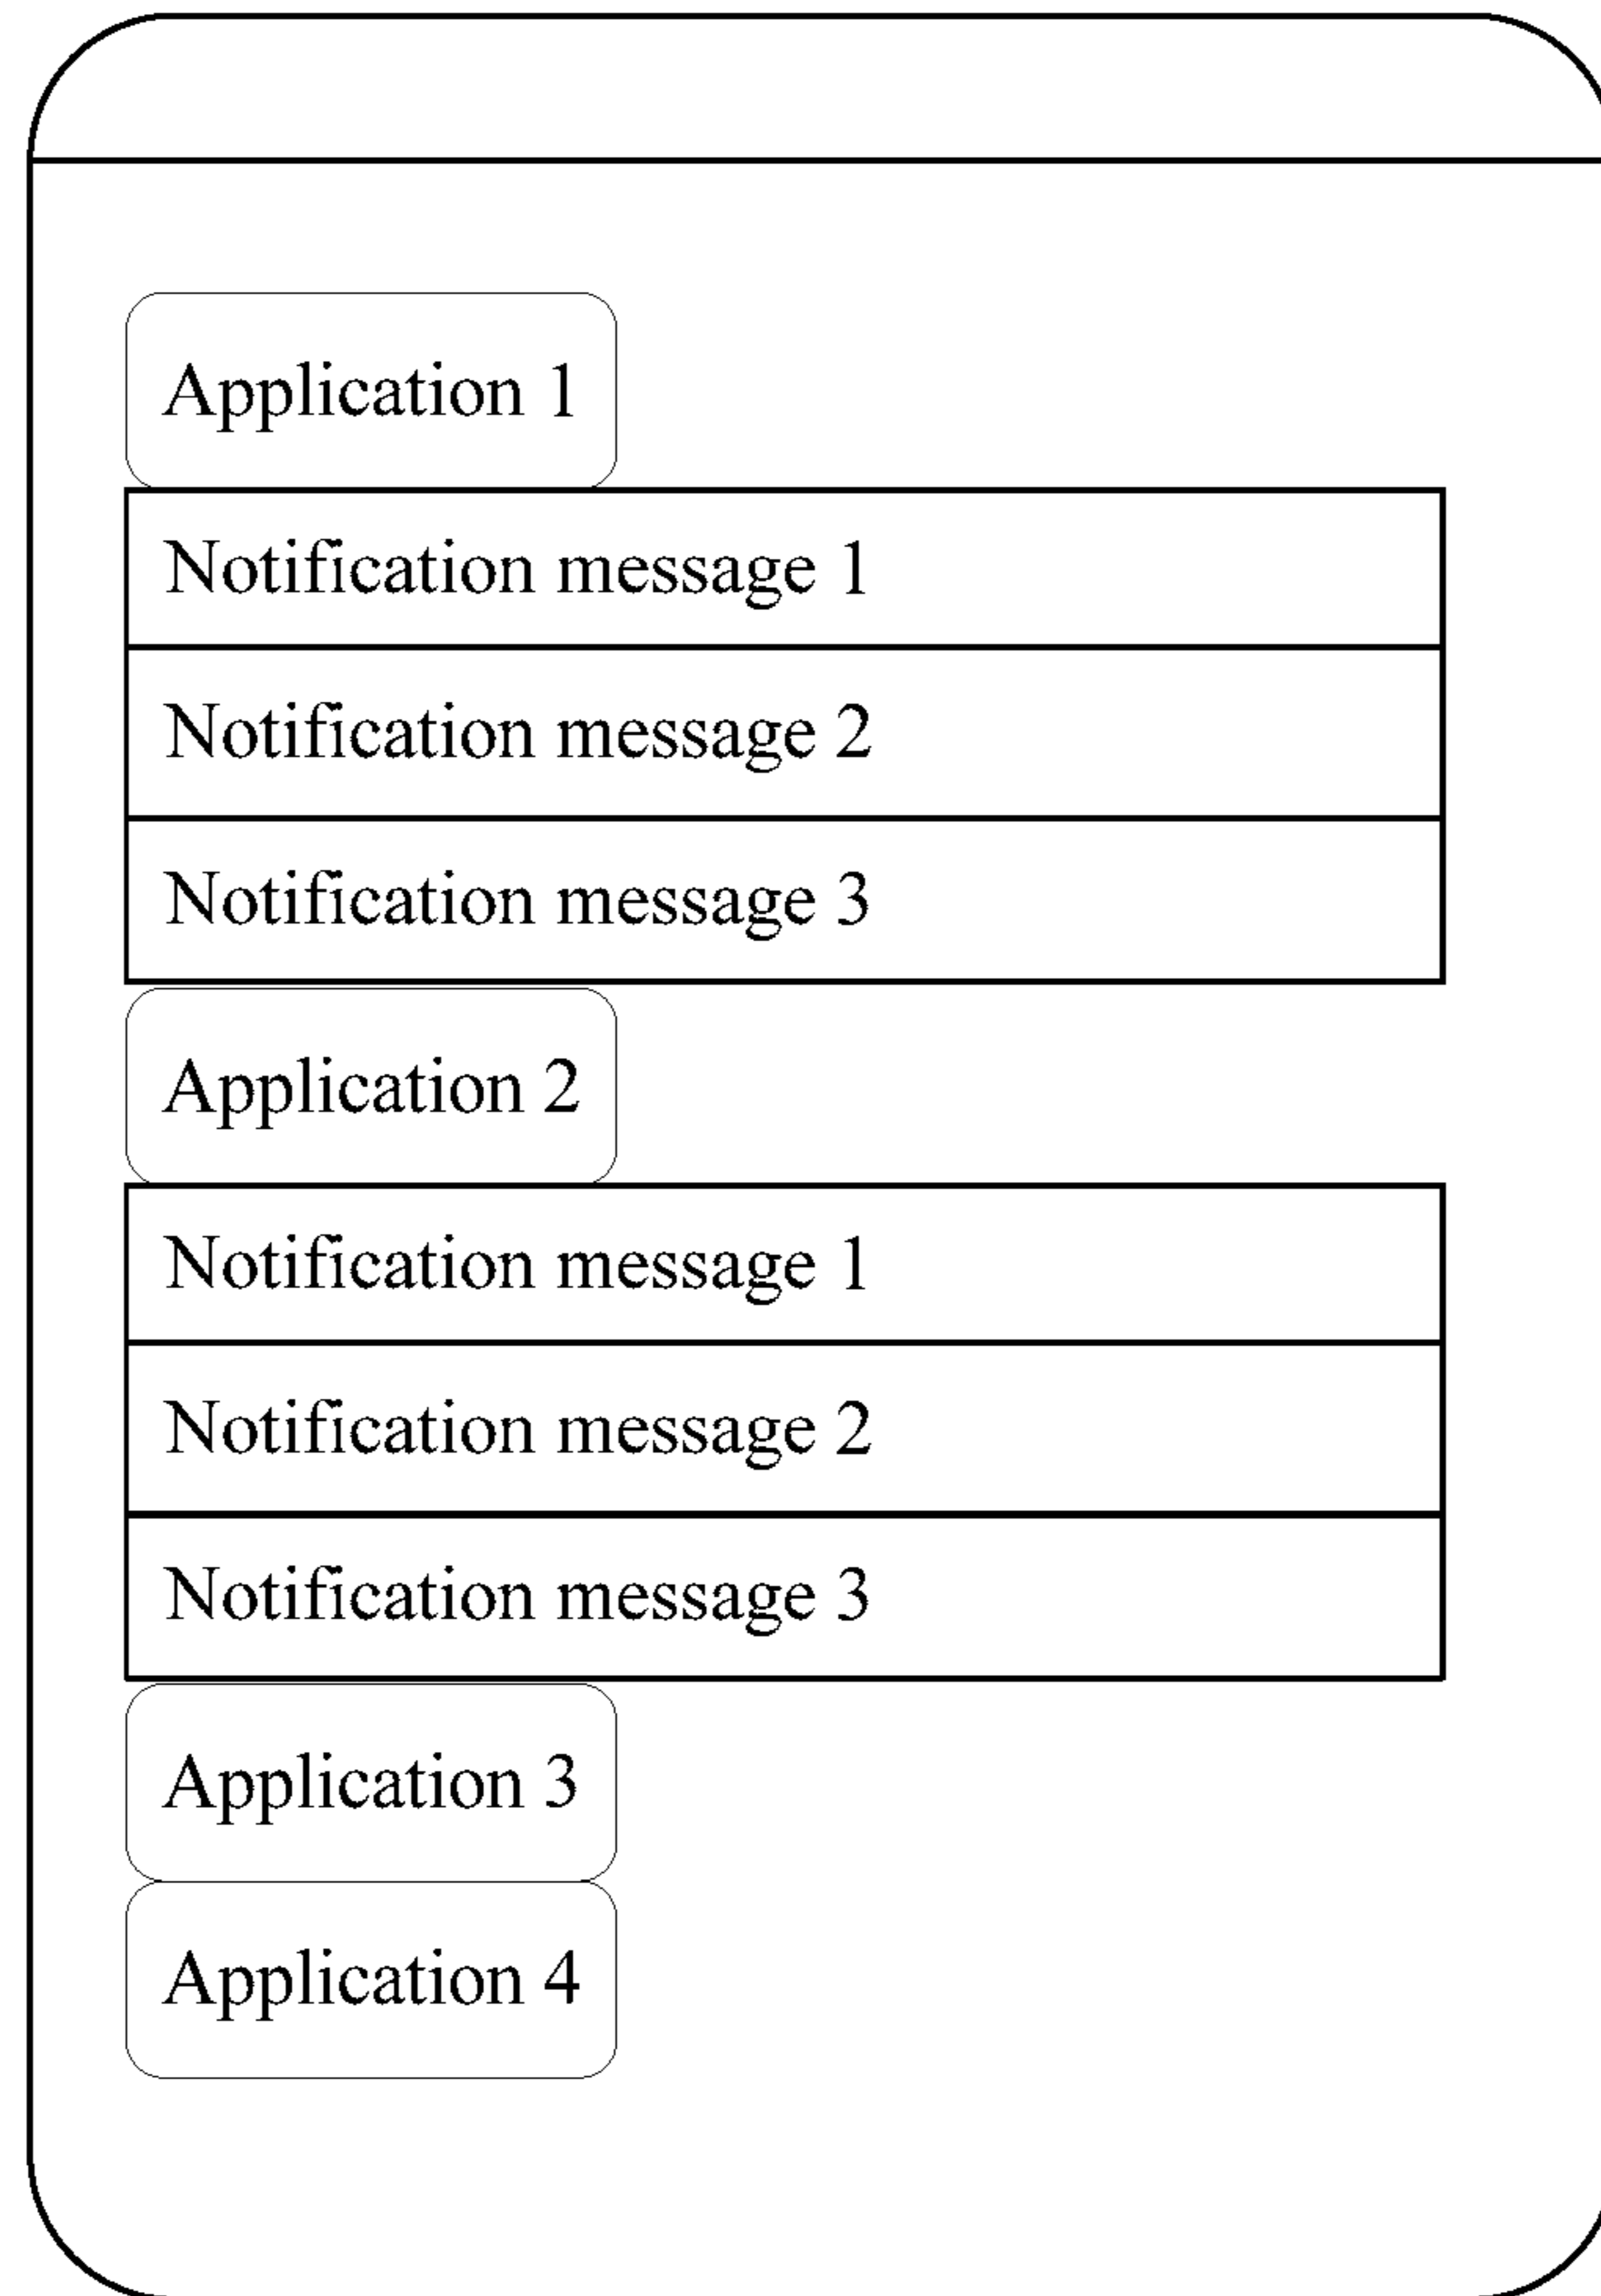 Application 1
Notification message 1
Notification message 2
Notification message 3
Application 2
Notification message 1
Notification message 2
Notification message 3
Application 3
Application 4